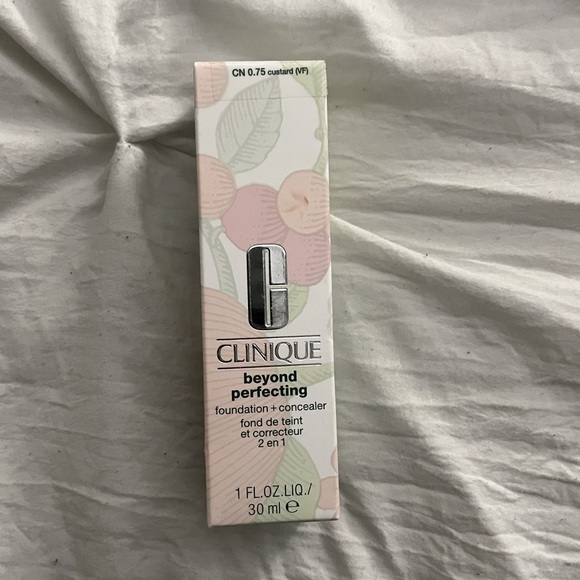 CN 0.75 custard (VF)
CLINIQUE
beyond
perfecting
foundation + concealer
fond de teint
et correcteur
2 en 1
1 FL.OZ.LIQ./
30 ml ℮